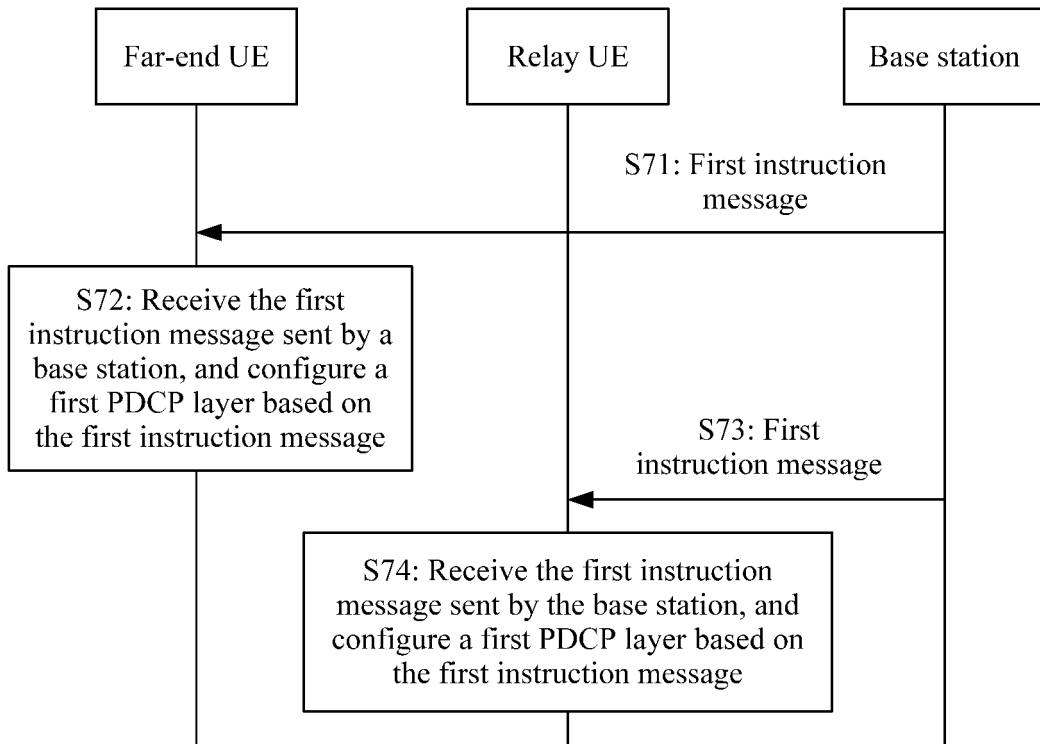 Far-end UE
Relay UE
Base station
S71: First instruction
message
S72: Receive the first
instruction message sent by a
base station, and configure a
first PDCP layer based on
the first instruction message
S73: First
instruction message
S74: Receive the first instruction
message sent by the base station, and
configure a first PDCP layer based on
the first instruction message